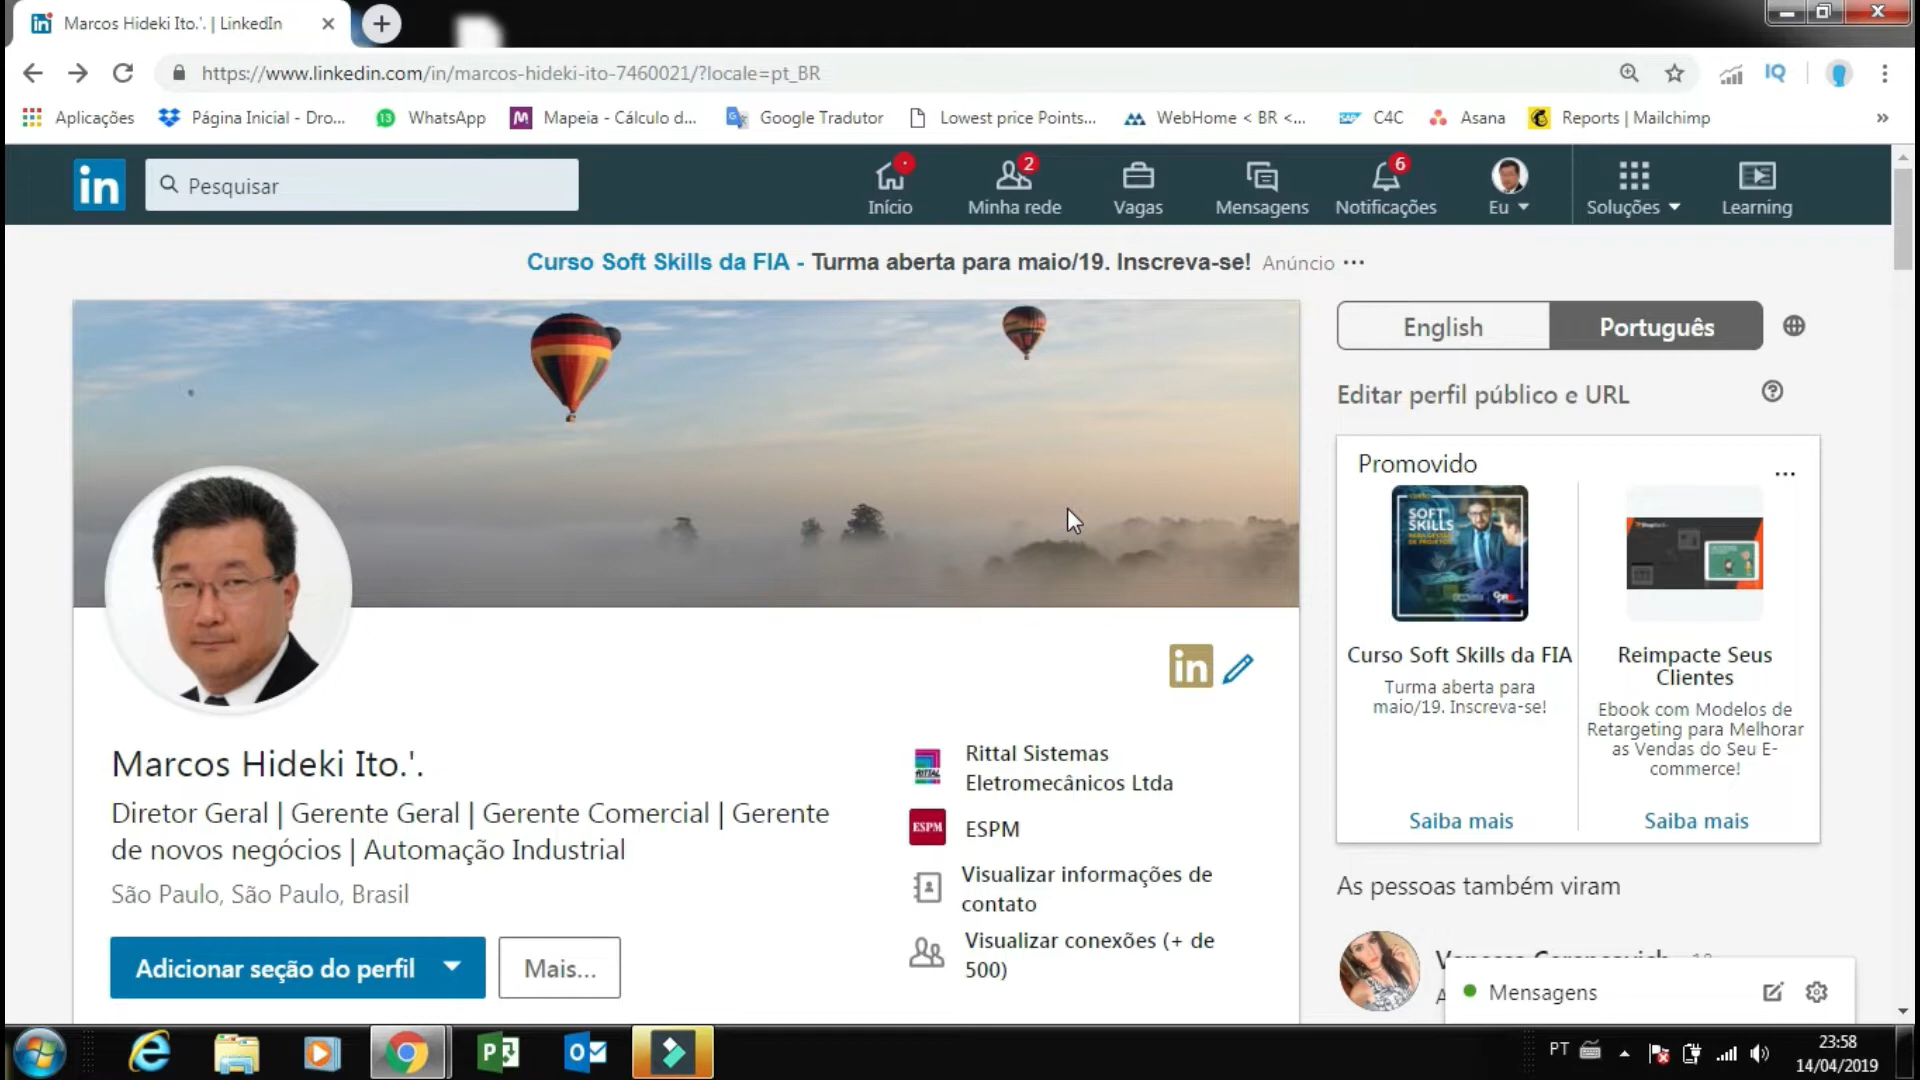 Marcos Hideki Ito.'. | LinkedIn
https://www.linkedin.com/in/marcos-hideki-ito-7460021/?locale=pt_BR
IQ
Aplicações
Página Inicial - Dro...
13
WhatsApp
Mapeia - Cálculo d...
Google Tradutor
Lowest price Points...
WebHome < BR <...
SAP
C4C
Asana
Reports | Mailchimp
»
in
Pesquisar
Início
2
Minha rede
Vagas
Mensagens
6
Notificações
Eu
Soluções
Learning
Curso Soft Skills da FIA - Turma aberta para maio/19. Inscreva-se! Anúncio ...
English
Português
Editar perfil público e URL
Promovido
...
SOFT
SKILLS
Curso Soft Skills da FIA
Turma aberta para
maio/19. Inscreva-se!
Saiba mais
Reimpacte Seus
Clientes
Ebook com Modelos de
Retargeting para Melhorar
as Vendas do Seu E-
commerce!
Saiba mais
in
Marcos Hideki Ito.'.
Diretor Geral | Gerente Geral | Gerente Comercial | Gerente
de novos negócios | Automação Industrial
São Paulo, São Paulo, Brasil
Adicionar seção do perfil
Mais...
RITTAL
Rittal Sistemas
Eletromecânicos Ltda
ESPM
ESPM
Visualizar informações de
contato
Visualizar conexões (+ de
500)
As pessoas também viram
Mensagens
PT
23:58
14/04/2019